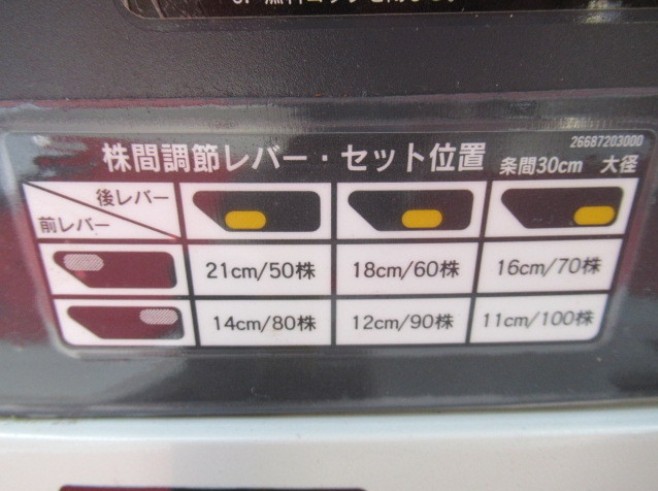 株間調節レバー・セット位置
26687203000
条間30cm 大径
後レバー
前レバー
21cm/50株 18cm/60株 16cm/70株
14cm/80株 12cm/90株 11cm/100株